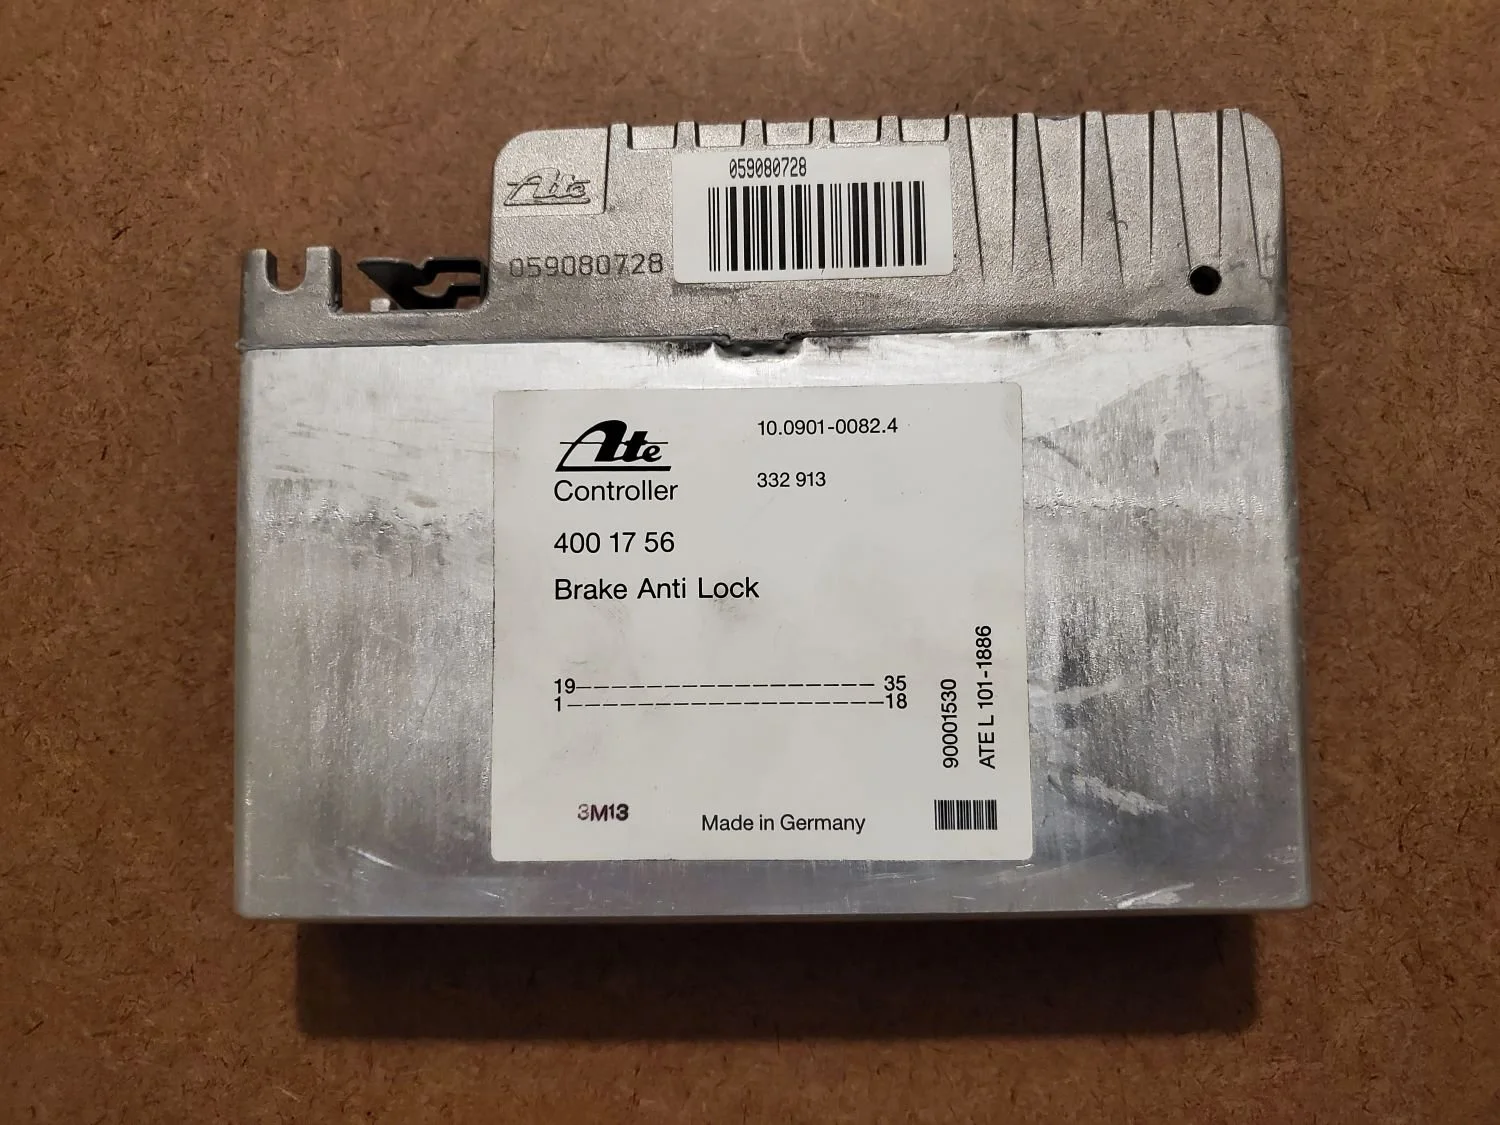 059080728
Ate
059080728
Ate
10.0901-0082.4
Controller
332 913
400 17 56
Brake Anti Lock
19 35
1 18
90001530
ATE L 101-1886
3M13
Made in Germany